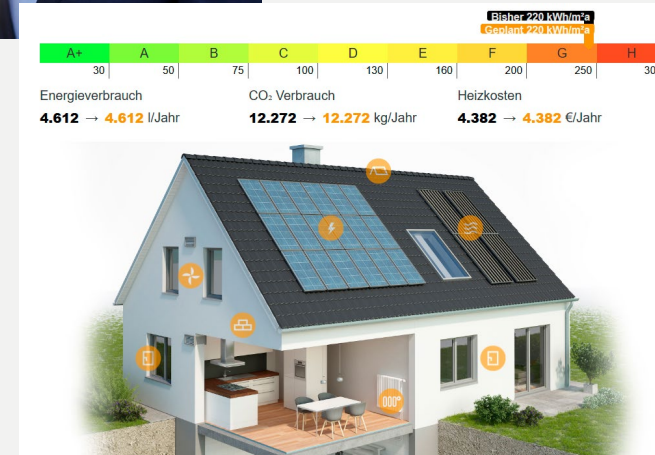 Bisher 220 kWh/m²a
Geplant 220 kWh/m²a
A+ A B C D E F G H
30 50 75 100 130 160 200 250 30
Energieverbrauch CO₂ Verbrauch Heizkosten
4.612 → 4.612 l/Jahr 12.272 → 12.272 kg/Jahr 4.382 → 4.382 €/Jahr